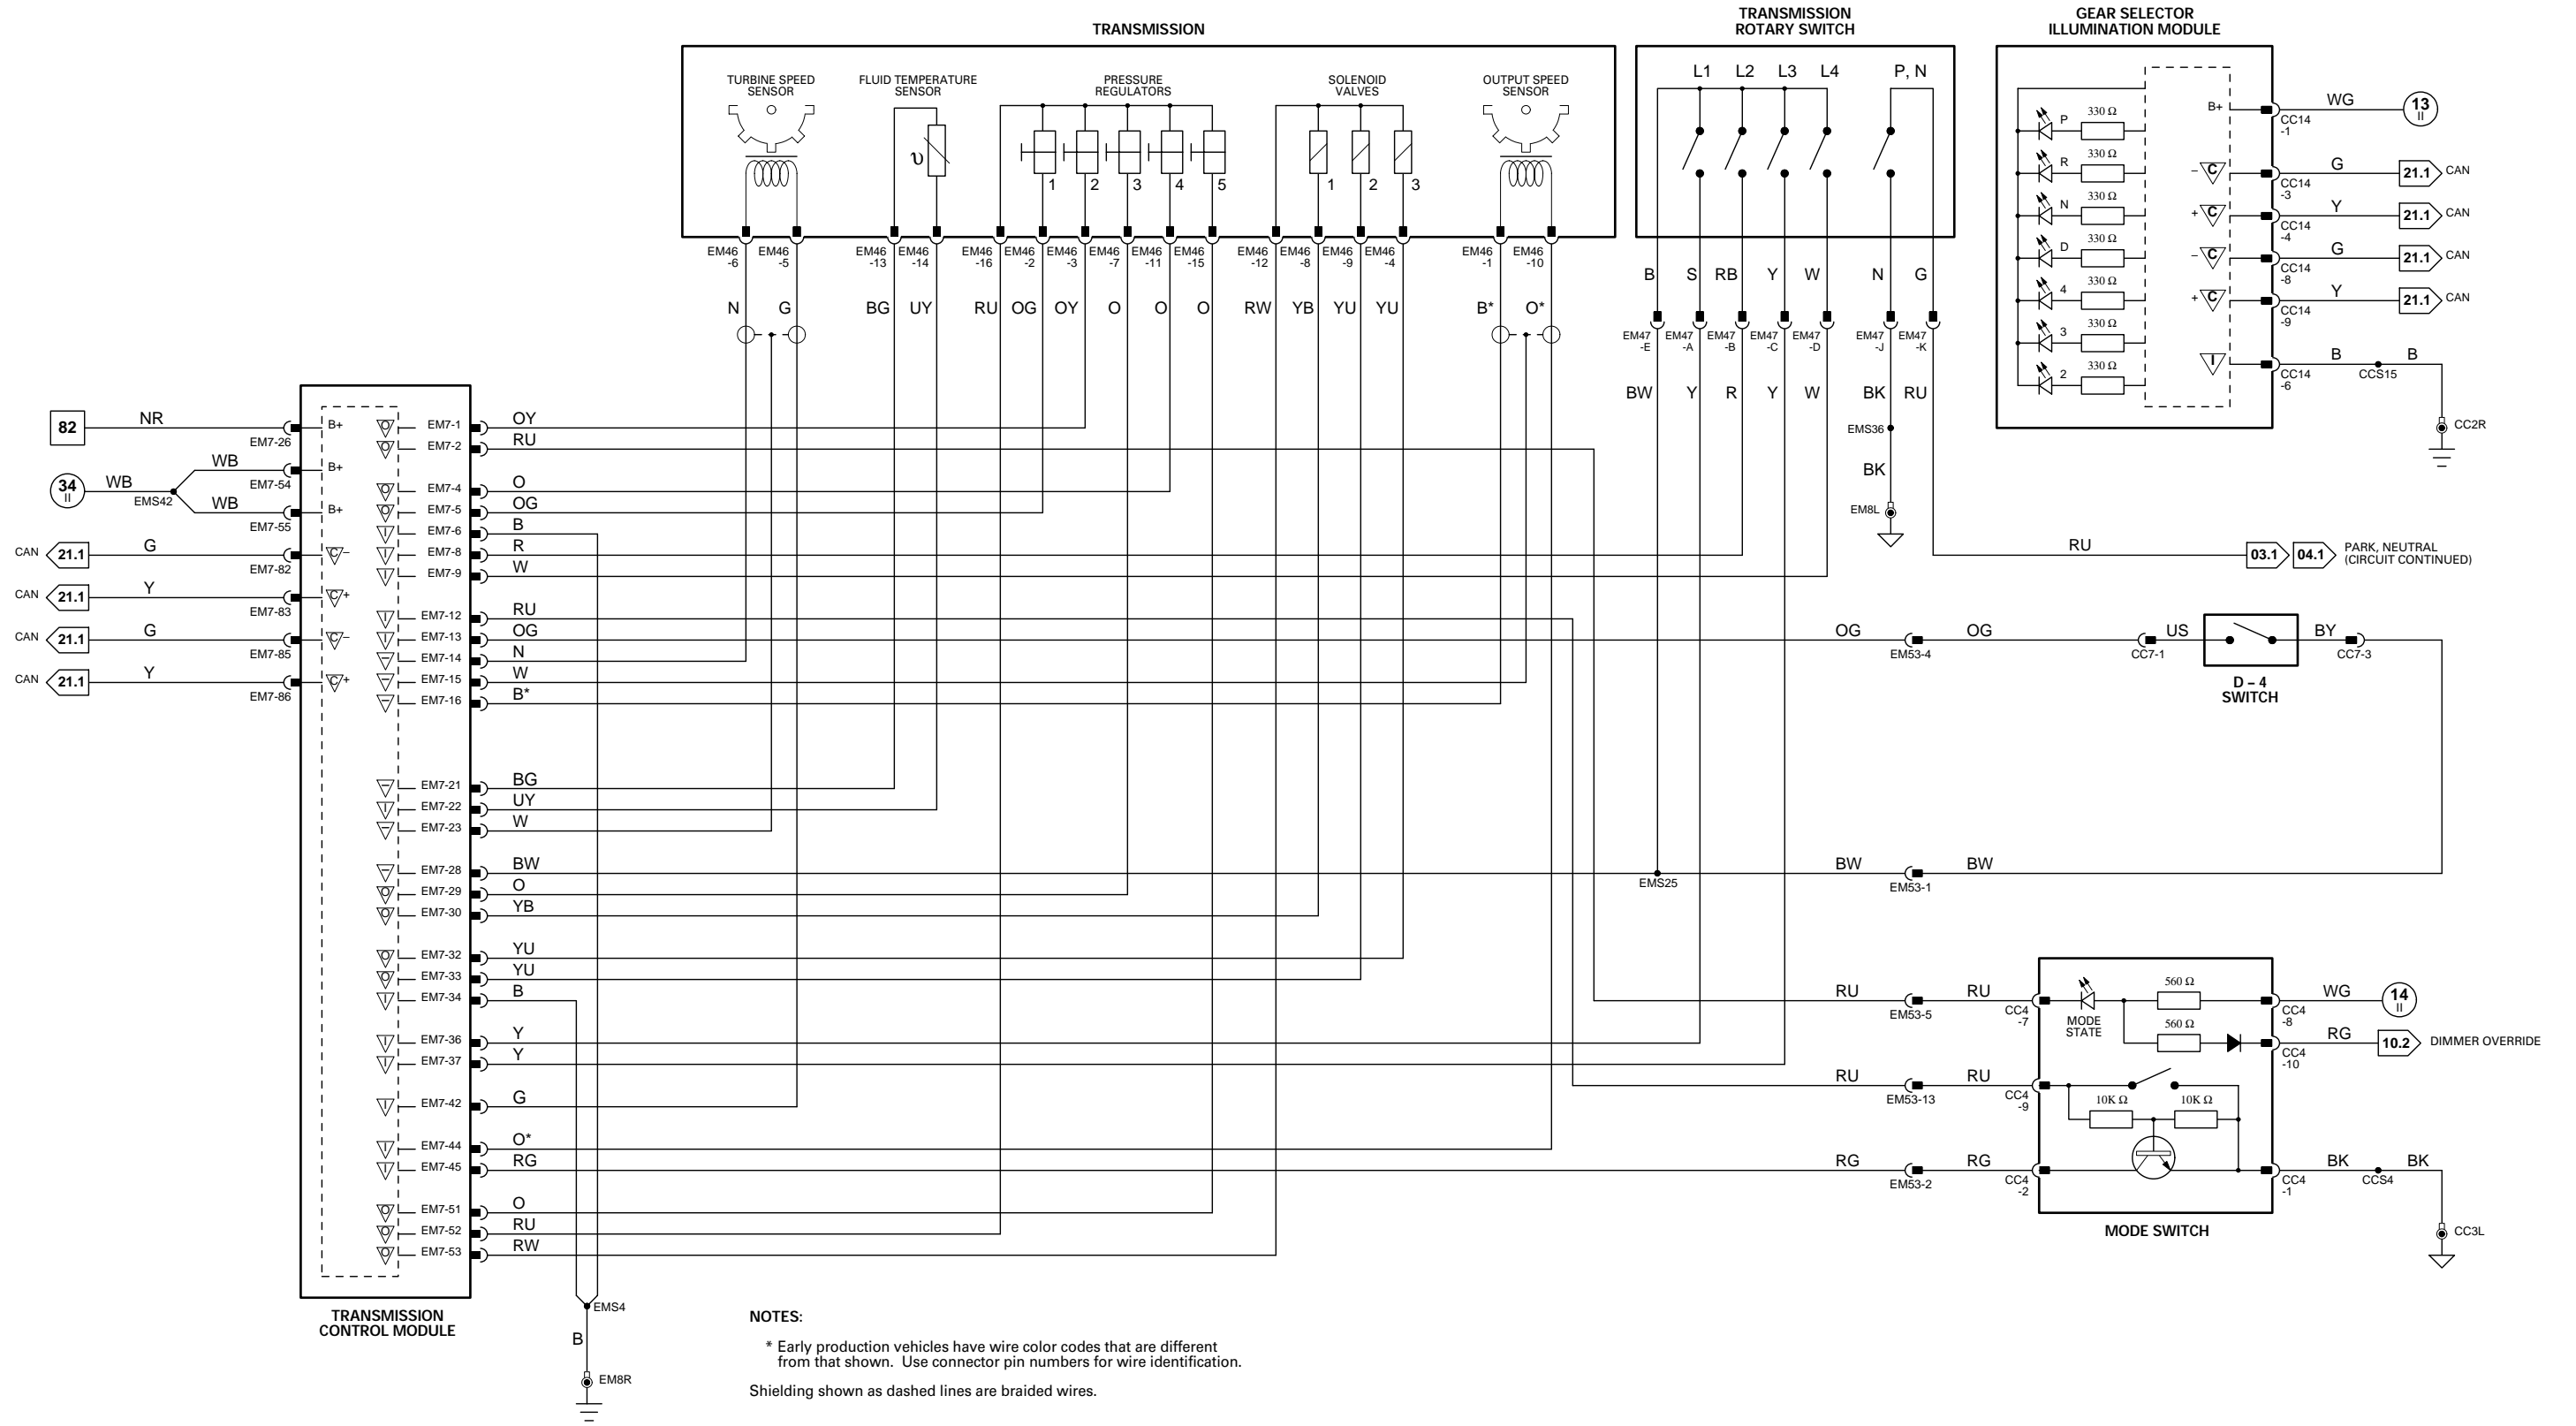 TRANSMISSION
TRANSMISSION
ROTARY SWITCH
GEAR SELECTOR
ILLUMINATION MODULE
TURBINE SPEED
SENSOR
FLUID TEMPERATURE
SENSOR
PRESSURE
REGULATORS
SOLENOID
VALVES
OUTPUT SPEED
SENSOR
υ
1 2 3 4 5
1 2 3
L1 L2 L3 L4 P, N
EM46 -6
EM46 -5
EM46 -13
EM46 -14
EM46 -16
EM46 -2
EM46 -3
EM46 -7
EM46 -11
EM46 -15
EM46 -12
EM46 -8
EM46 -9
EM46 -4
EM46 -1
EM46 -10
N G BG UY RU OG OY O O O RW YB YU YU B* O*
B S RB Y W N G
EM47 -E
EM47 -A
EM47 -B
EM47 -C
EM47 -D
EM47 -J
EM47 -K
BW Y R Y W BK RU
EMS36
BK
EM8L
P 330 Ω
R 330 Ω
N 330 Ω
D 330 Ω
4 330 Ω
3 330 Ω
2 330 Ω
B+ CC14 -1 WG 13 II
– C CC14 -3 G 21.1 CAN
+ C CC14 -4 Y 21.1 CAN
– C CC14 -8 G 21.1 CAN
+ C CC14 -9 Y 21.1 CAN
I CC14 -6 B CCS15 B
CC2R
82 NR EM7-26 B+
34 II WB EMS42
WB EM7-54 B+
WB EM7-55 B+
CAN 21.1 G EM7-82 C –
CAN 21.1 Y EM7-83 C +
CAN 21.1 G EM7-85 C –
CAN 21.1 Y EM7-86 C +
O EM7-1 OY
O EM7-2 RU
O EM7-4 O
O EM7-5 OG
I EM7-6 B
I EM7-8 R
I EM7-9 W
I EM7-12 RU
I EM7-13 OG
– EM7-14 N
– EM7-15 W
– EM7-16 B*
– EM7-21 BG
I EM7-22 UY
– EM7-23 W
– EM7-28 BW
O EM7-29 O
O EM7-30 YB
O EM7-32 YU
O EM7-33 YU
I EM7-34 B
I EM7-36 Y
I EM7-37 Y
I EM7-42 G
I EM7-44 O*
I EM7-45 RG
O EM7-51 O
O EM7-52 RU
O EM7-53 RW
TRANSMISSION
CONTROL MODULE
EMS4
B
EM8R
RU 03.1 04.1 PARK, NEUTRAL
(CIRCUIT CONTINUED)
OG EM53-4 OG CC7-1 US BY CC7-3
D – 4
SWITCH
EMS25 BW EM53-1 BW
RU EM53-5 RU CC4 -7
MODE
STATE
560 Ω
CC4 -8 WG 14 II
560 Ω
CC4 -10 RG 10.2 DIMMER OVERRIDE
RU EM53-13 RU CC4 -9
10K Ω 10K Ω
RG EM53-2 RG CC4 -2
CC4 -1 BK CCS4 BK
CC3L
MODE SWITCH
NOTES:
* Early production vehicles have wire color codes that are different
from that shown. Use connector pin numbers for wire identification.
Shielding shown as dashed lines are braided wires.